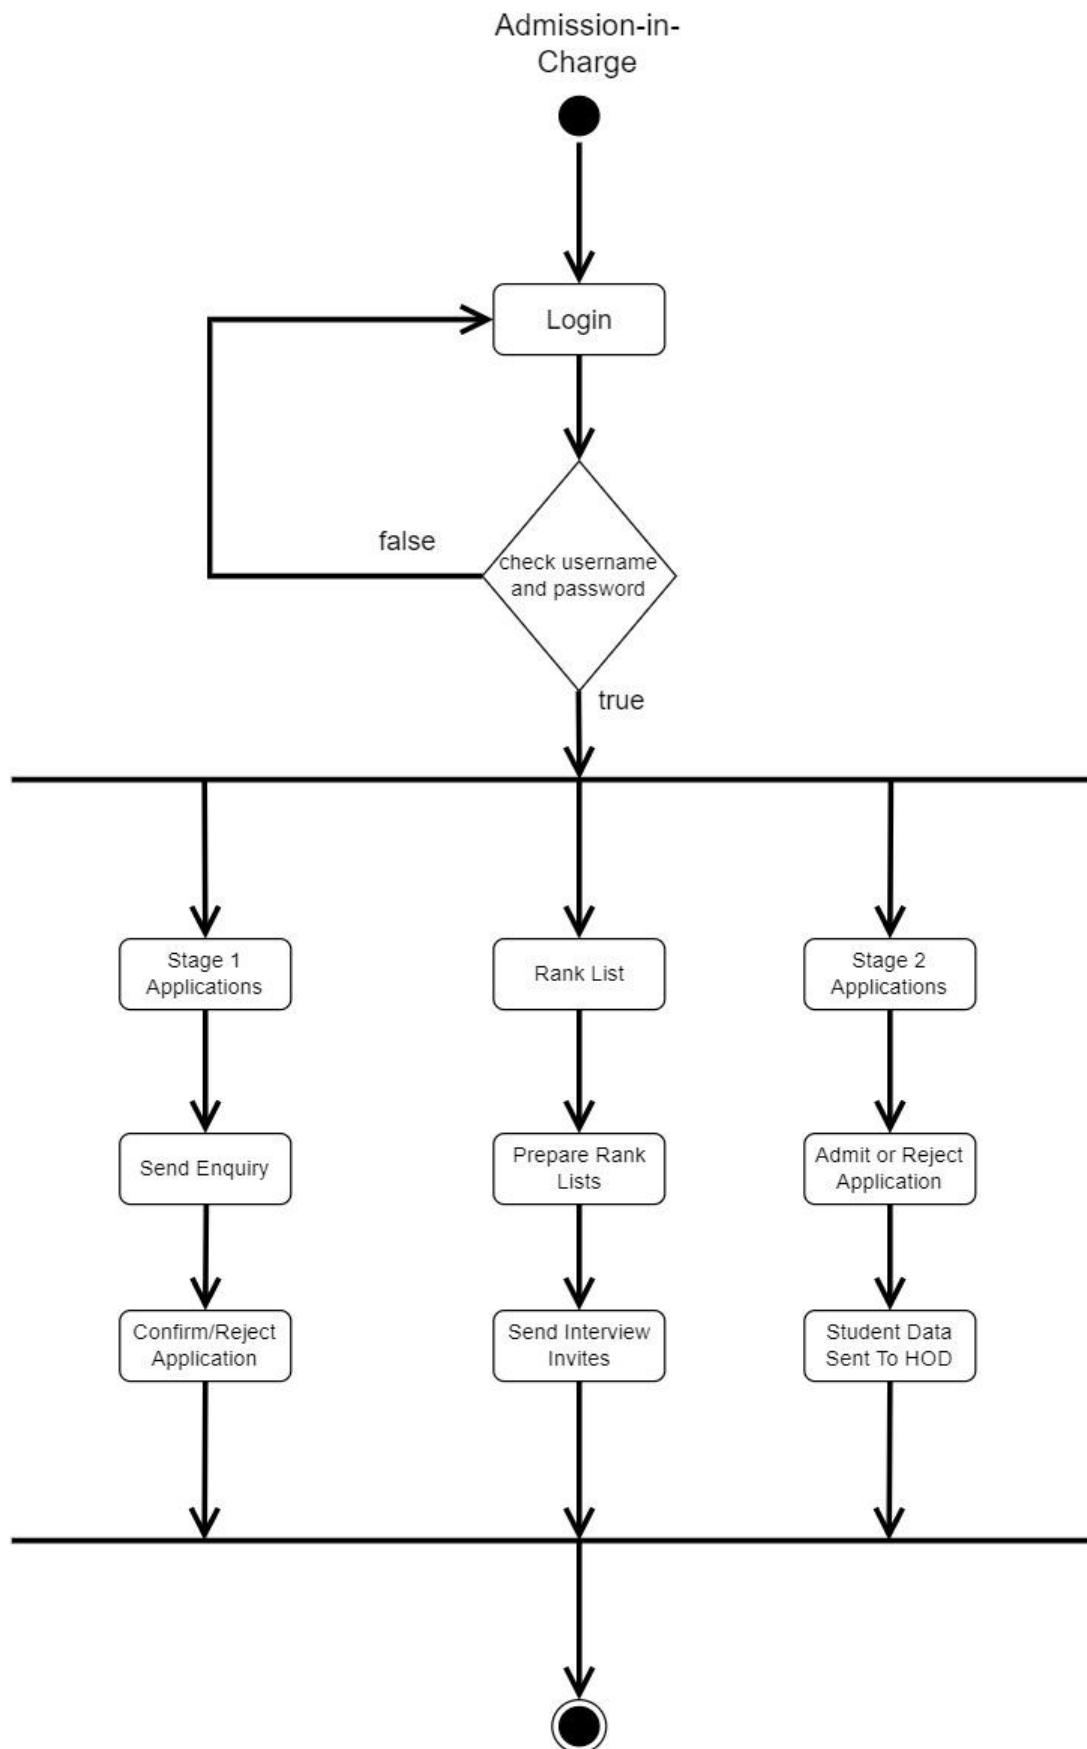 Admission-in-
Charge
Login
false
check username
and password
true
Stage 1
Applications
Rank List
Stage 2
Applications
Send Enquiry
Prepare Rank
Lists
Admit or Reject
Application
Confirm/Reject
Application
Send Interview
Invites
Student Data
Sent To HOD